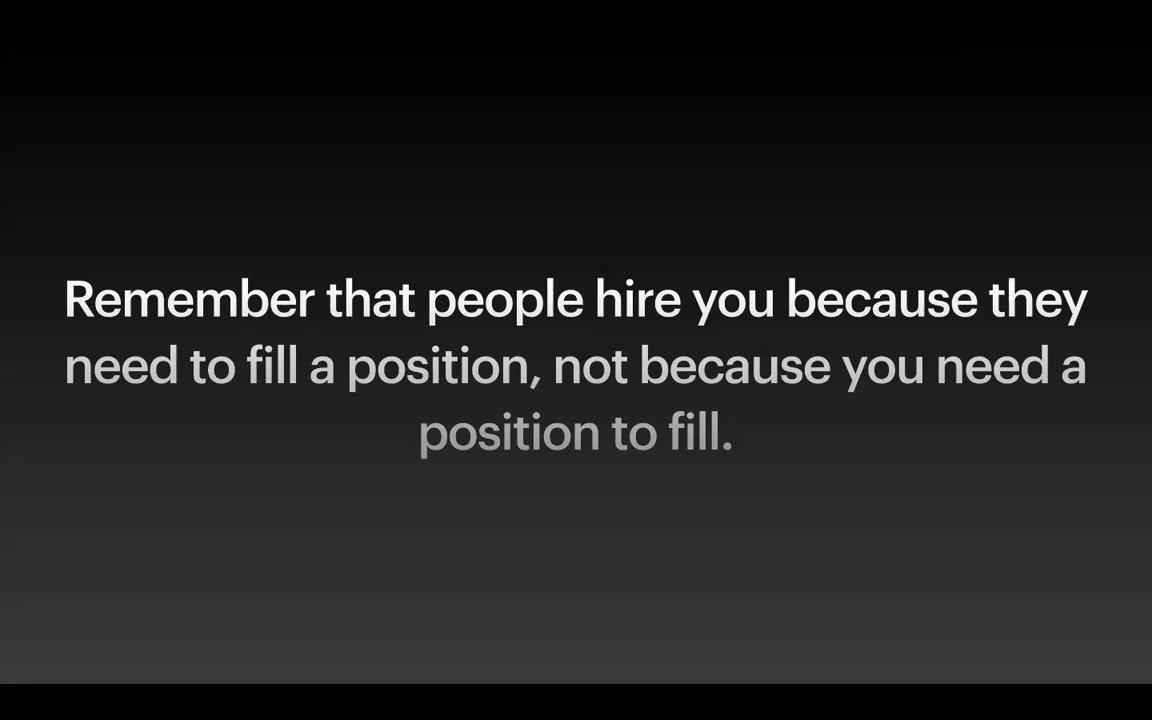 Remember that people hire you because they
need to fill a position, not because you need a
position to fill.